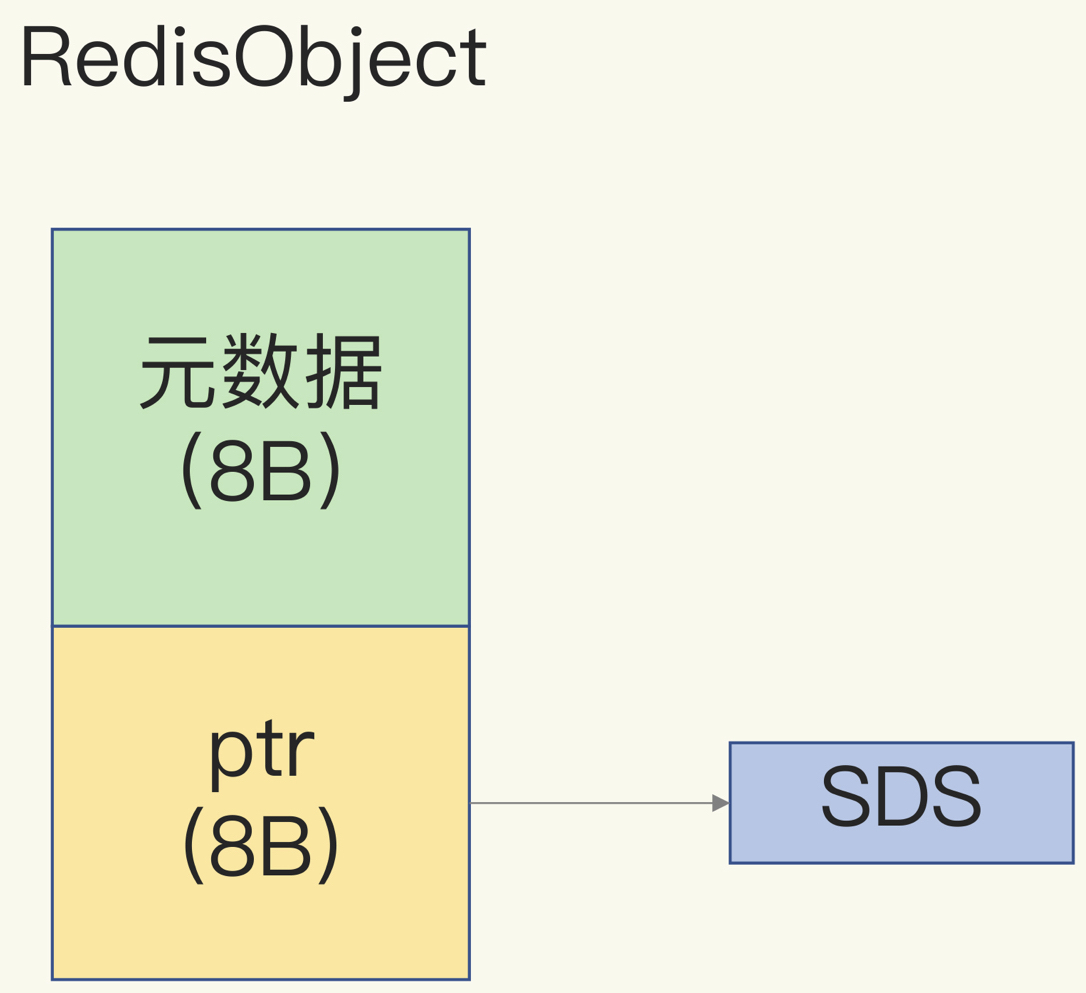 RedisObject
元数据
(8B)
ptr
(8B)
SDS